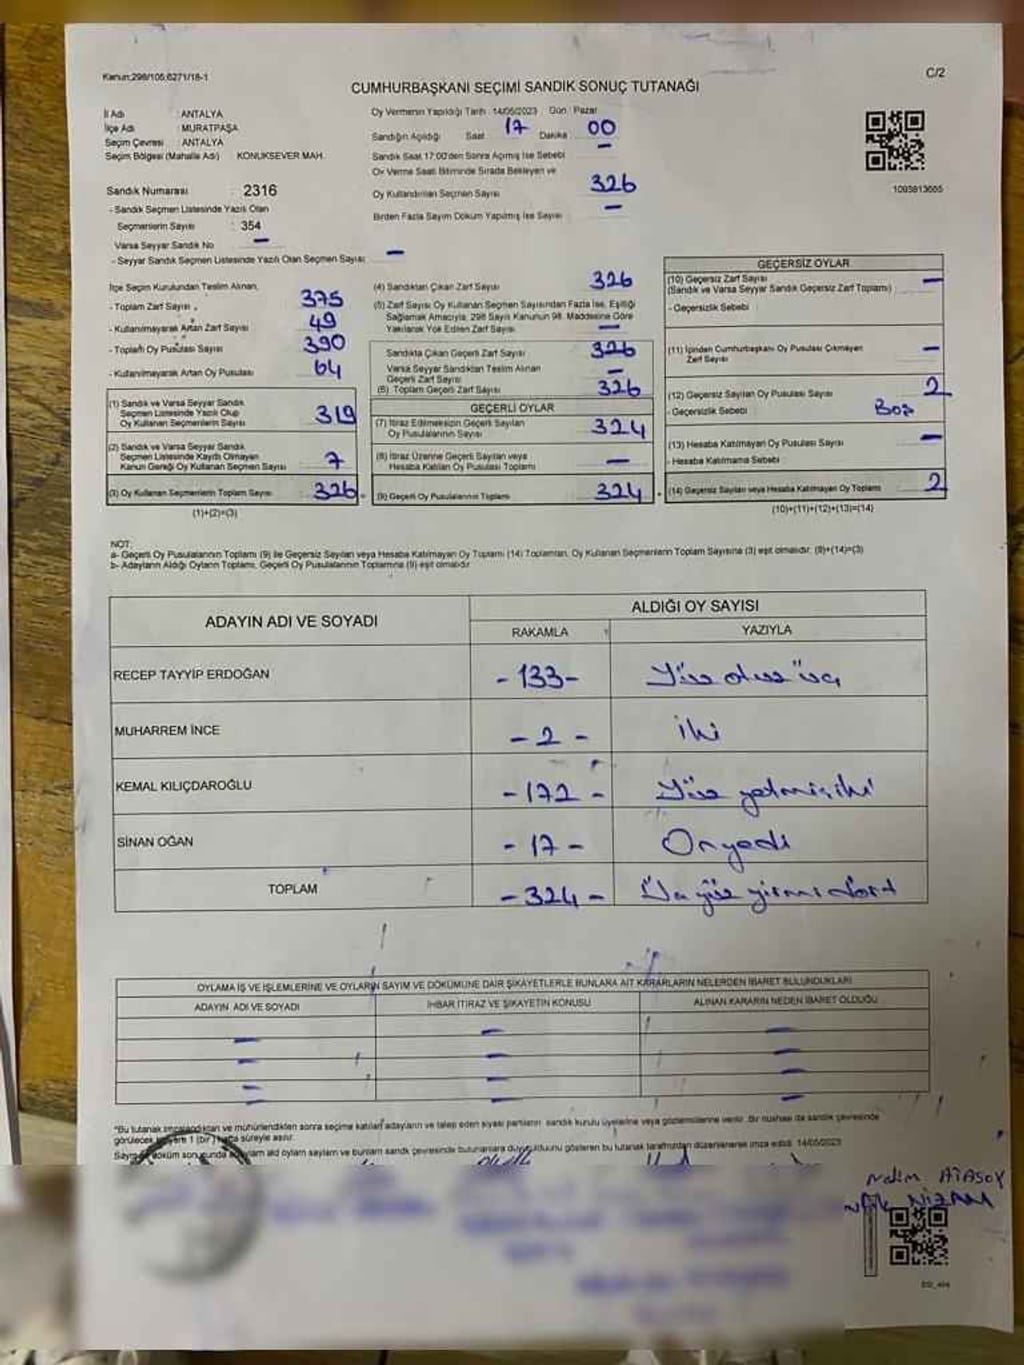 Kanun:298/105;6271/18-1
C/2
CUMHURBAŞKANI SEÇİMİ SANDIK SONUÇ TUTANAĞI
İl Adı : ANTALYA
İlçe Adı : MURATPAŞA
Seçim Çevresi : ANTALYA
Seçim Bölgesi (Mahalle Adı) KONUKSEVER MAH.
Sandık Numarası : 2316
- Sandık Seçmen Listesinde Yazılı Olan
Seçmenlerin Sayısı : 354
Varsa Seyyar Sandık No —
- Seyyar Sandık Seçmen Listesinde Yazılı Olan Seçmen Sayısı: —
Oy Vermenin Yapıldığı Tarih : 14/05/2023 Gün : Pazar
Sandığın Açıldığı Saat : 17 Dakika : 00
Sandık Saat 17:00'den Sonra Açılmış İse Sebebi —
Oy Verme Saati Bitiminde Sırada Bekleyen ve
Oy Kullandırılan Seçmen Sayısı 326
Birden Fazla Sayım Döküm Yapılmış İse Sayısı —
1093813665
İlçe Seçim Kurulundan Teslim Alınan;
- Toplam Zarf Sayısı 375
- Kullanılmayarak Artan Zarf Sayısı 49
- Toplam Oy Pusulası Sayısı 390
- Kullanılmayarak Artan Oy Pusulası 64
(1) Sandık ve Varsa Seyyar Sandık
Seçmen Listesinde Yazılı Olup
Oy Kullanan Seçmenlerin Sayısı 319
(2) Sandık ve Varsa Seyyar Sandık
Seçmen Listesinde Kayıtlı Olmayan
Kanun Gereği Oy Kullanan Seçmen Sayısı 7
(3) Oy Kullanan Seçmenlerin Toplam Sayısı 326
(1)+(2)=(3)
(4) Sandıktan Çıkan Zarf Sayısı 326
(5) Zarf Sayısı Oy Kullanan Seçmen Sayısından Fazla İse, Eşitliği
Sağlamak Amacıyla, 298 Sayılı Kanunun 98. Maddesine Göre
Yakılarak Yok Edilen Zarf Sayısı —
Sandıkta Çıkan Geçerli Zarf Sayısı 326
Varsa Seyyar Sandıktan Teslim Alınan
Geçerli Zarf Sayısı —
(6) Toplam Geçerli Zarf Sayısı 326
GEÇERLİ OYLAR
(7) İtiraz Edilmeksizin Geçerli Sayılan
Oy Pusulalarının Sayısı 324
(8) İtiraz Üzerine Geçerli Sayılan veya
Hesaba Katılan Oy Pusulası Toplamı —
(9) Geçerli Oy Pusulalarının Toplamı 324
GEÇERSİZ OYLAR
(10) Geçersiz Zarf Sayısı —
(Sandık ve Varsa Seyyar Sandık Geçersiz Zarf Toplamı)
- Geçersizlik Sebebi
(11) İçinden Cumhurbaşkanı Oy Pusulası Çıkmayan
Zarf Sayısı —
(12) Geçersiz Sayılan Oy Pusulası Sayısı 2
- Geçersizlik Sebebi Boş
(13) Hesaba Katılmayan Oy Pusulası Sayısı —
- Hesaba Katılmama Sebebi
(14) Geçersiz Sayılan veya Hesaba Katılmayan Oy Toplamı 2
(10)+(11)+(12)+(13)=(14)
NOT:
a- Geçerli Oy Pusulalarının Toplamı (9) ile Geçersiz Sayılan veya Hesaba Katılmayan Oy Toplamı (14) Toplamları, Oy Kullanan Seçmenlerin Toplam Sayısına (3) eşit olmalıdır. (9)+(14)=(3)
b- Adayların Aldığı Oyların Toplamı, Geçerli Oy Pusulalarının Toplamına (9) eşit olmalıdır.
ADAYIN ADI VE SOYADI
ALDIĞI OY SAYISI
RAKAMLA YAZIYLA
RECEP TAYYİP ERDOĞAN -133- Yüz otuz üç
MUHARREM İNCE -2- iki
KEMAL KILIÇDAROĞLU -172- Yüz yetmişiki
SİNAN OĞAN -17- Onyedi
TOPLAM -324- Üç yüz yirmi dört
OYLAMA İŞ VE İŞLEMLERİNE VE OYLARIN SAYIM VE DÖKÜMÜNE DAİR ŞİKAYETLERLE BUNLARA AİT KARARLARIN NELERDEN İBARET BULUNDUKLARI
ADAYIN ADI VE SOYADI İHBAR İTİRAZ VE ŞİKAYETİN KONUSU ALINAN KARARIN NEDEN İBARET OLDUĞU
— — —
— — —
— — —
— — —
"Bu tutanak imzalandıktan ve mühürlendikten sonra seçime katılan adayların ve talep eden siyasi partilerin sandık kurulu üyelerine veya gözlemcilerine verilir. Bir nüshası da sandık çevresinde
görülecek bir yere 1 (bir) hafta süreyle asılır.
bunların sandık çevresinde bulunanlara duyurulduğunu gösteren bu tutanak tarafımızdan düzenlenerek imza edildi. 14/05/2023
Nedim AĞASOY
NİZAM